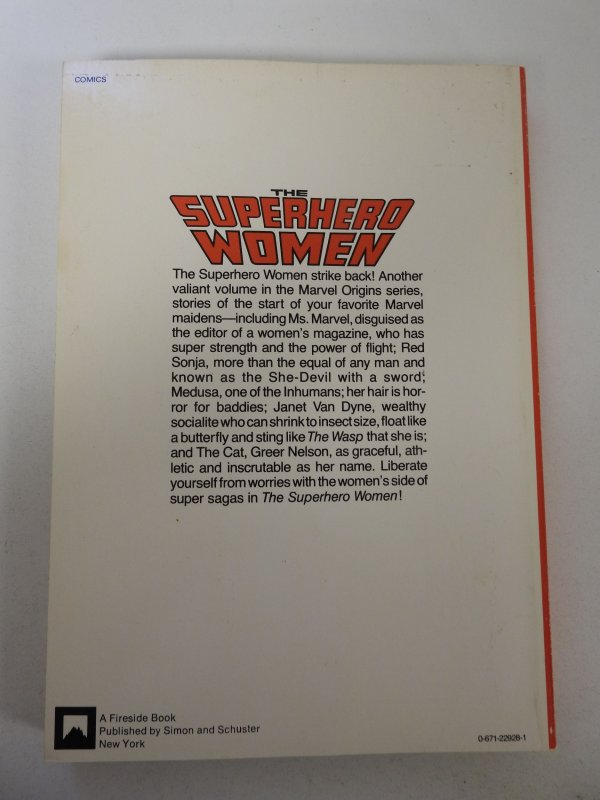 COMICS
THE
SUPERHERO
WOMEN
The Superhero Women strike back! Another
valiant volume in the Marvel Origins series,
stories of the start of your favorite Marvel
maidens—including Ms. Marvel, disguised as
the editor of a women's magazine, who has
super strength and the power of flight; Red
Sonja, more than the equal of any man and
known as the She-Devil with a sword;
Medusa, one of the Inhumans; her hair is hor-
ror for baddies; Janet Van Dyne, wealthy
socialite who can shrink to insect size, float like
a butterfly and sting like The Wasp that she is;
and The Cat, Greer Nelson, as graceful, ath-
letic and inscrutable as her name. Liberate
yourself from worries with the women's side of
super sagas in The Superhero Women!
A Fireside Book
Published by Simon and Schuster
New York
0-671-22928-1